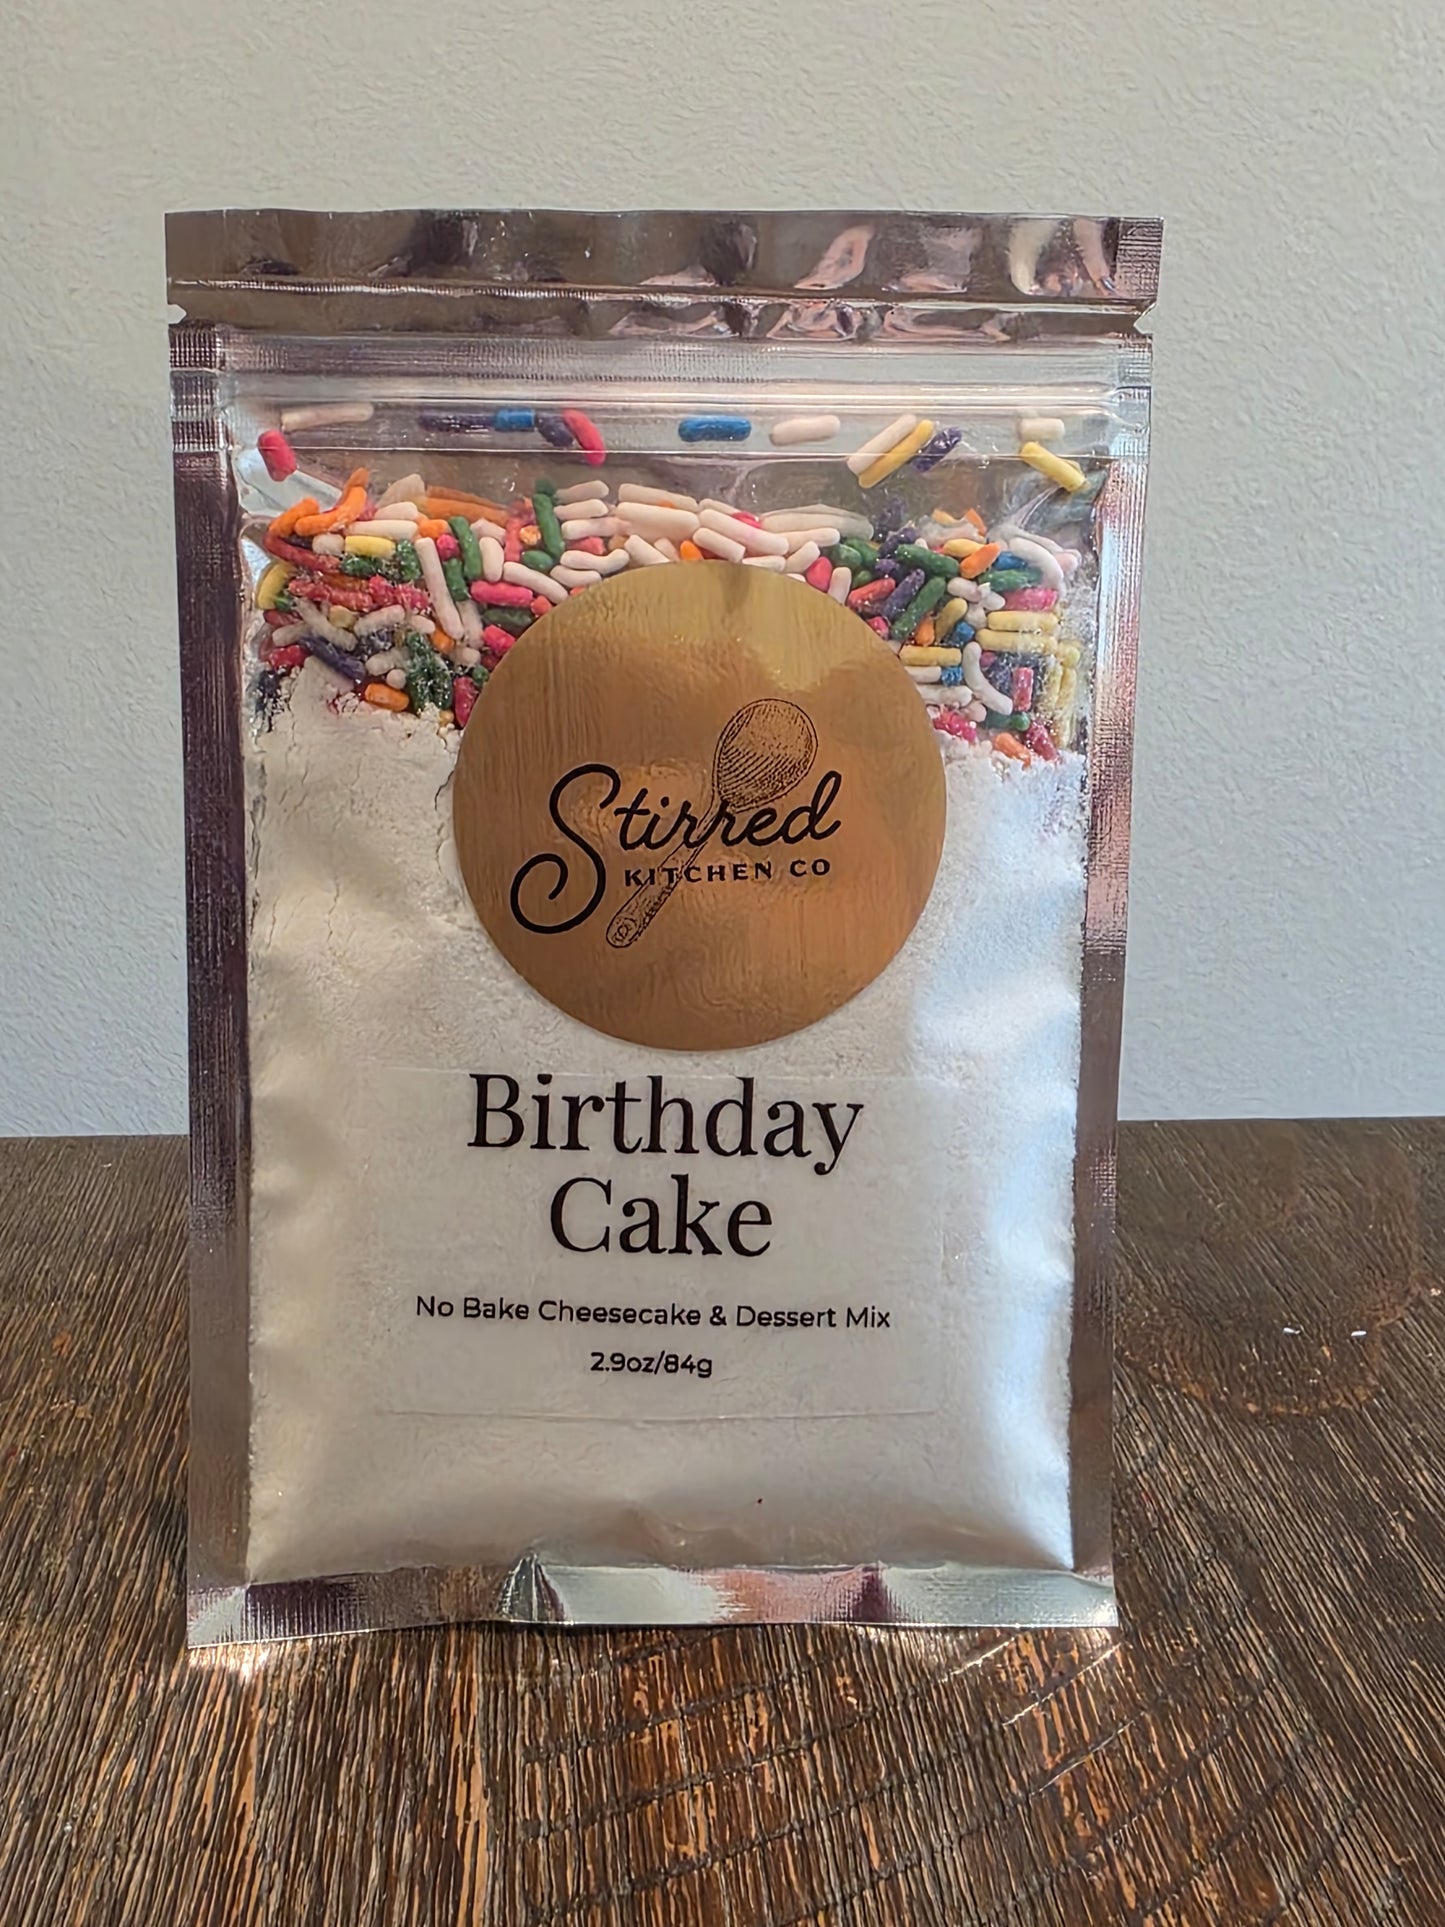 Stirred
KITCHEN CO
Birthday
Cake
No Bake Cheesecake & Dessert Mix
2.9oz/84g